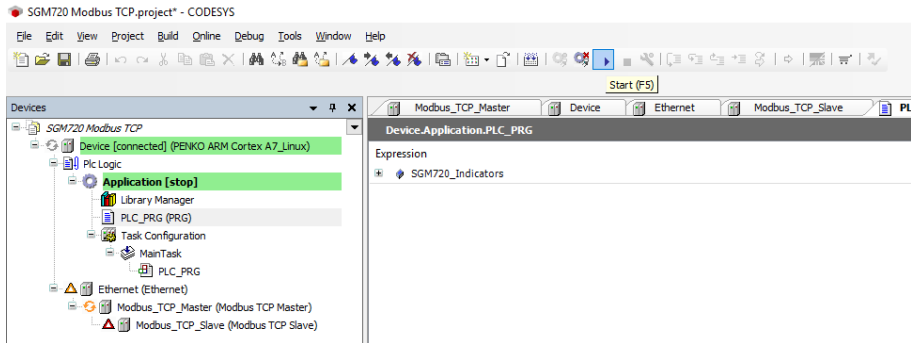 SGM720 Modbus TCP.project* - CODESYS
File Edit View Project Build Online Debug Tools Window Help
Start (F5)
Devices
Modbus_TCP_Master Device Ethernet Modbus_TCP_Slave PL
SGM720 Modbus TCP
Device.Application.PLC_PRG
Device [connected] (PENKO ARM Cortex A7_Linux)
Expression
Plc Logic
SGM720_Indicators
Application [stop]
Library Manager
PLC_PRG (PRG)
Task Configuration
MainTask
PLC_PRG
Ethernet (Ethernet)
Modbus_TCP_Master (Modbus TCP Master)
Modbus_TCP_Slave (Modbus TCP Slave)